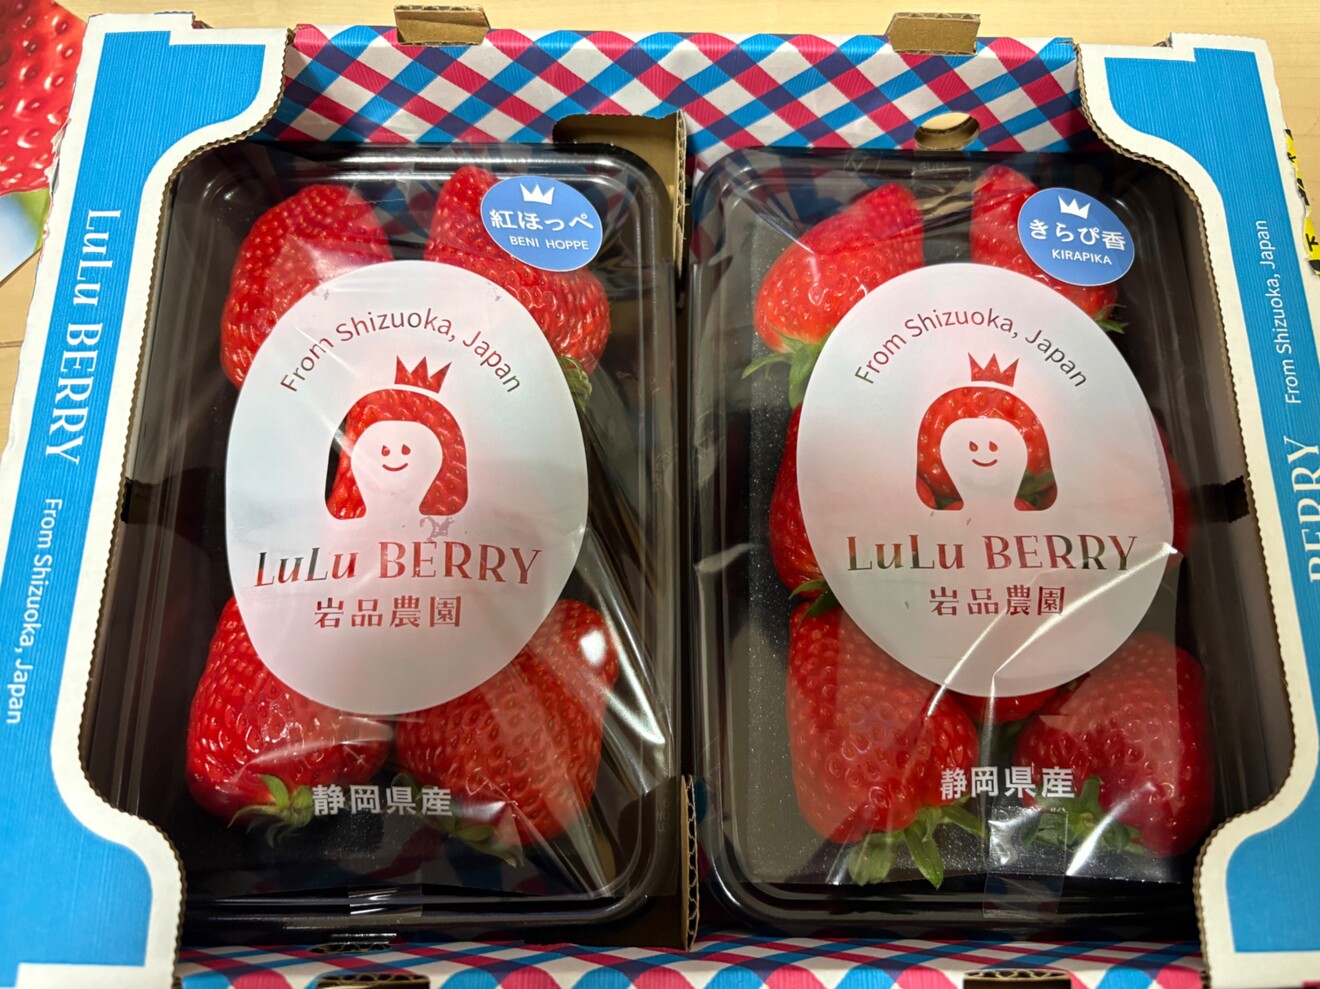 LuLu BERRY From Shizuoka, Japan
紅ほっぺ
BENI HOPPE
From Shizuoka, Japan
LuLu BERRY
岩品農園
静岡県産
きらぴ香
KIRAPIKA
From Shizuoka, Japan
LuLu BERRY
岩品農園
静岡県産
BERRY From Shizuoka, Japan